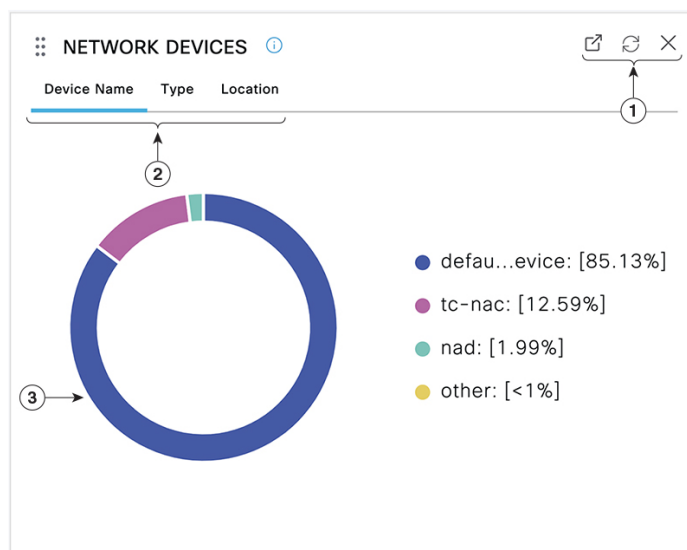 NETWORK DEVICES
Device Name Type Location
1
2
defau...evice: [85.13%]
tc-nac: [12.59%]
nad: [1.99%]
3
other: [<1%]